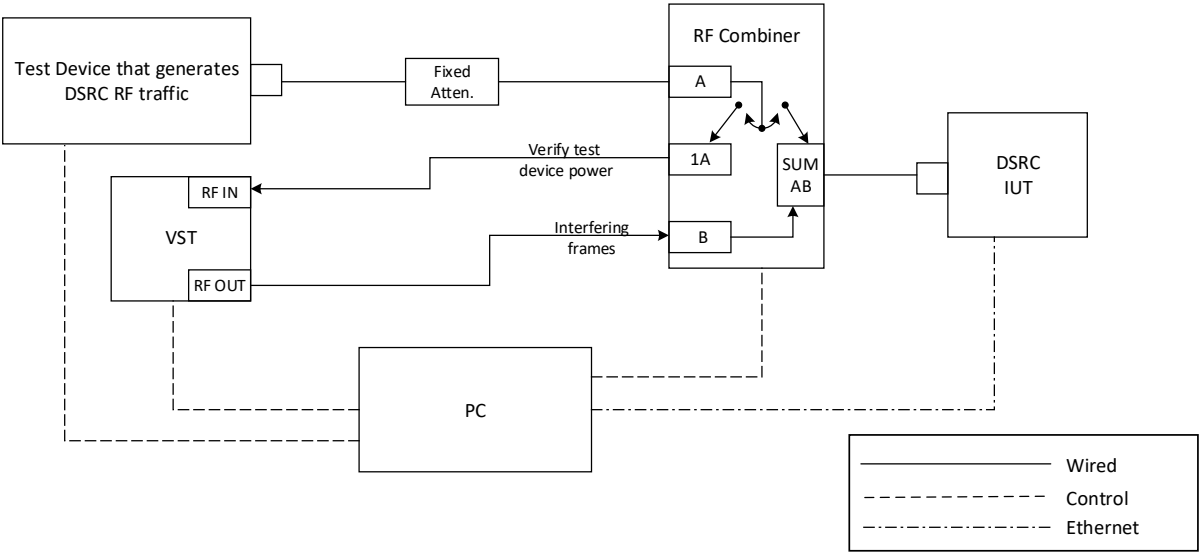 RF Combiner
Test Device that generates
DSRC RF traffic
Fixed
Atten.
A
Verify test
device power
1A
SUM
AB
DSRC
IUT
RF IN
VST
Interfering
frames
B
RF OUT
PC
Wired
Control
Ethernet